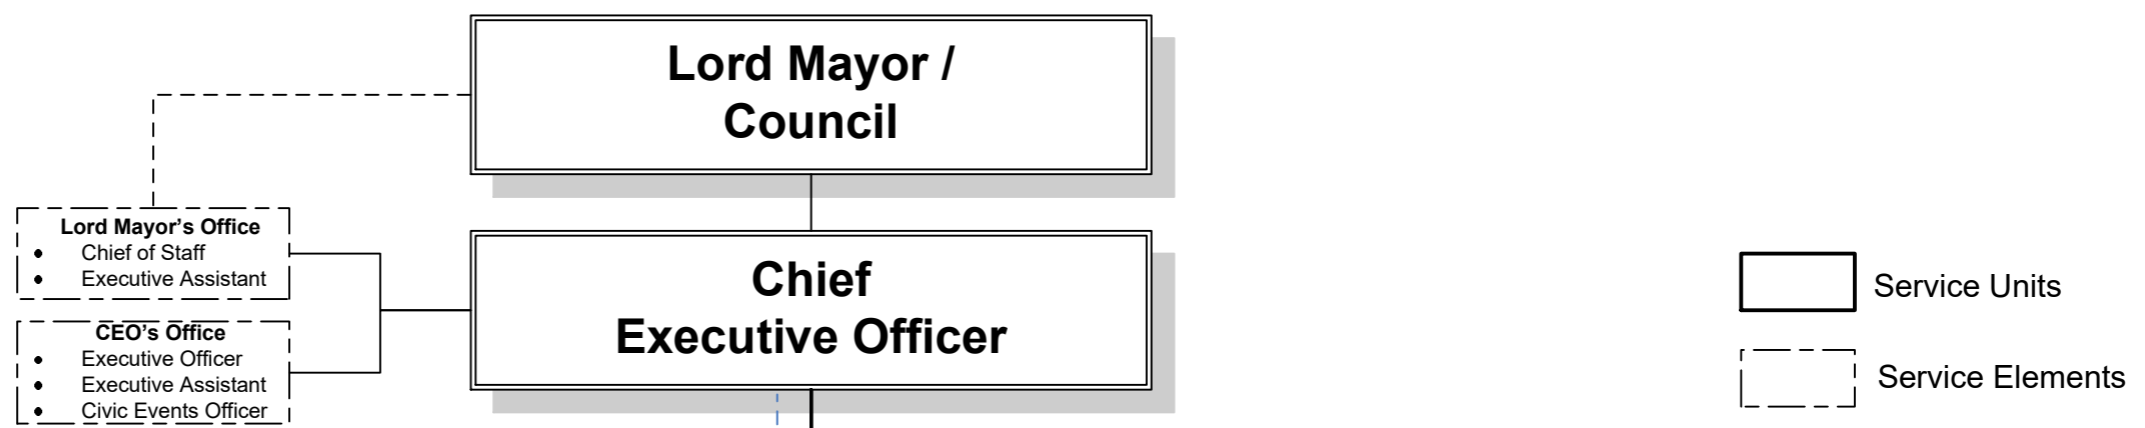 Lord Mayor /
Council
Lord Mayor’s Office
• Chief of Staff
• Executive Assistant
Chief
Executive Officer
CEO’s Office
• Executive Officer
• Executive Assistant
• Civic Events Officer
Service Units
Service Elements